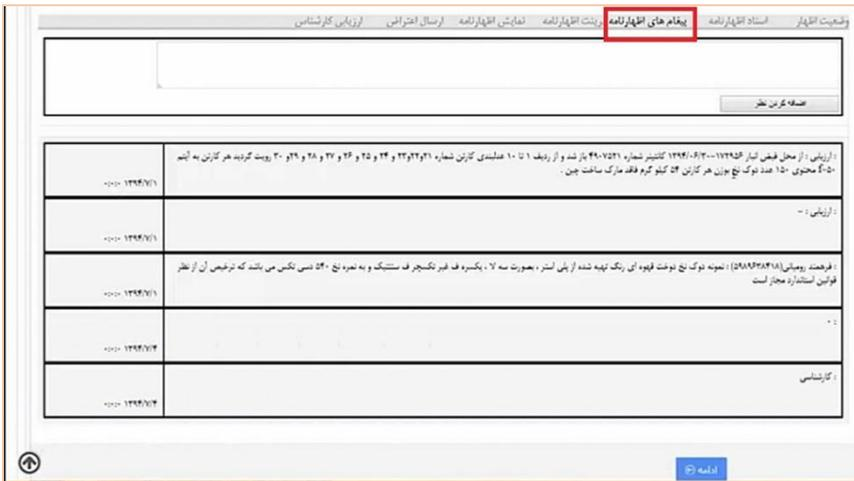 وضعیت اظهار اسناد اظهارنامه پیغام های اظهارنامه پرینت اظهارنامه نمایش اظهارنامه ارسال اعتراض ارزیابی کارشناس
اضافه کردن نظر
: ارزیابی : از محل قبض انبار ۱۷۲۹۵۶-۱۳۹۴/۰۶/۳۰ کانتینر شماره ۴۹۰۷۵۲۱ باز شد و از ردیف ۱ تا ۱۰ عدلبندی کارتن شماره ۲۱و۲۲و۲۳ و ۲۴ و ۲۵ و ۲۶ و ۲۷ و ۲۸ و ۲۹و ۳۰ رویت گردید هر کارتن به آیتم
محتوی ۱۵۰ عدد دوک نخ بوزن هر کارتن ۵۴ کیلو گرم فاقد مارک ساخت چین .
۱۳۹۴/۷/۱ ۰:۰:۰
: ارزیابی : -
۱۳۹۴/۷/۱ ۰:۰:۰
: فرهمند رومیانی(۵۹۸۹۶۳۸۴۱۸) : نمونه دوک نخ دوخت قهوه ای رنگ تهیه شده از پلی استر ، بصورت سه لا ، یکسره ف غیر تکسچر ف سنتتیک و به نمره نخ ۵۴۰ دسی تکس می باشد که ترخیص آن از نظر
قوانین استاندارد مجاز است
۱۳۹۴/۷/۱ ۰:۰:۰
: ۰
۱۳۹۴/۷/۴ ۰:۰:۰
: کارشناسی
۱۳۹۴/۷/۴ ۰:۰:۰
ادامه